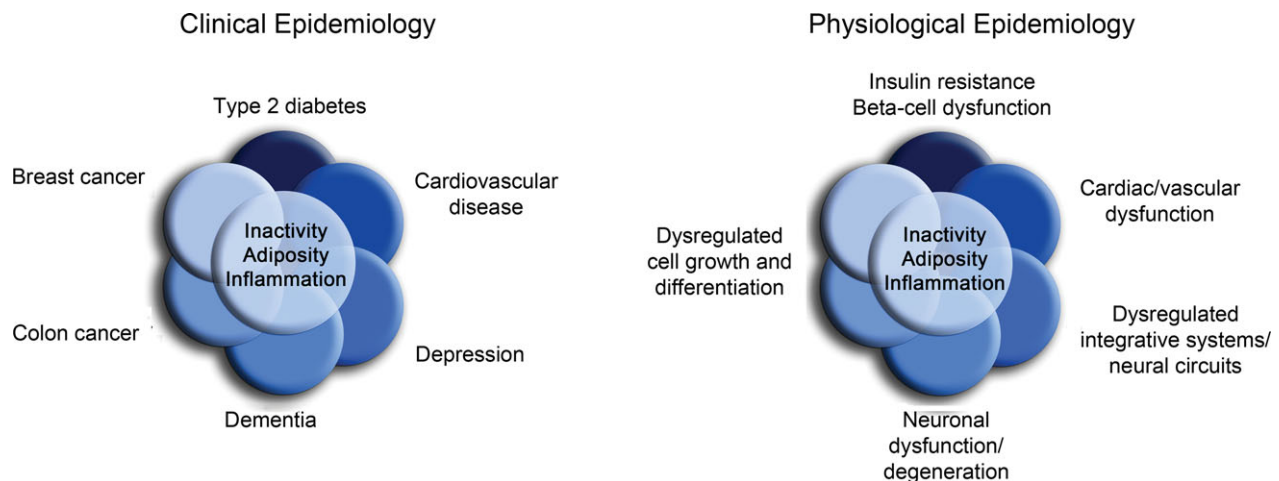 Clinical Epidemiology
Type 2 diabetes
Breast cancer
Cardiovascular
disease
Inactivity
Adiposity
Inflammation
Colon cancer
Depression
Dementia
Physiological Epidemiology
Insulin resistance
Beta-cell dysfunction
Cardiac/vascular
dysfunction
Dysregulated
cell growth and
differentiation
Inactivity
Adiposity
Inflammation
Dysregulated
integrative systems/
neural circuits
Neuronal
dysfunction/
degeneration